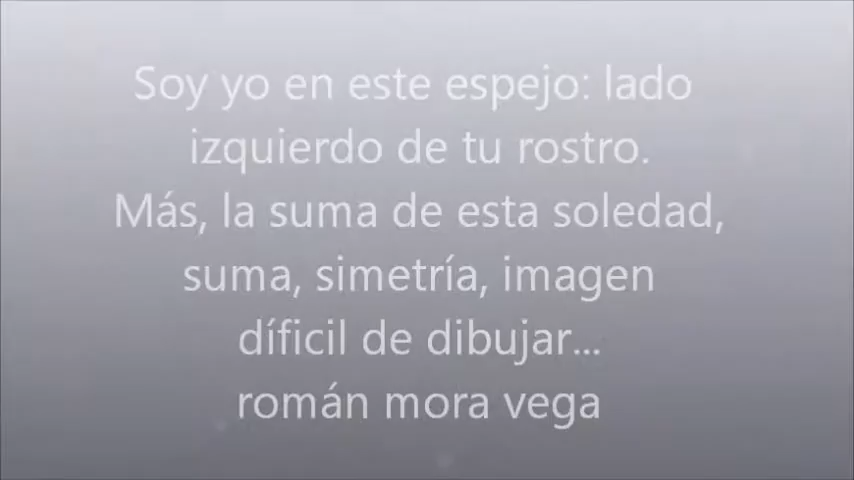 Soy yo en este espejo: lado
izquierdo de tu rostro.
Más, la suma de esta soledad,
suma, simetría, imagen
díficil de dibujar...
román mora vega